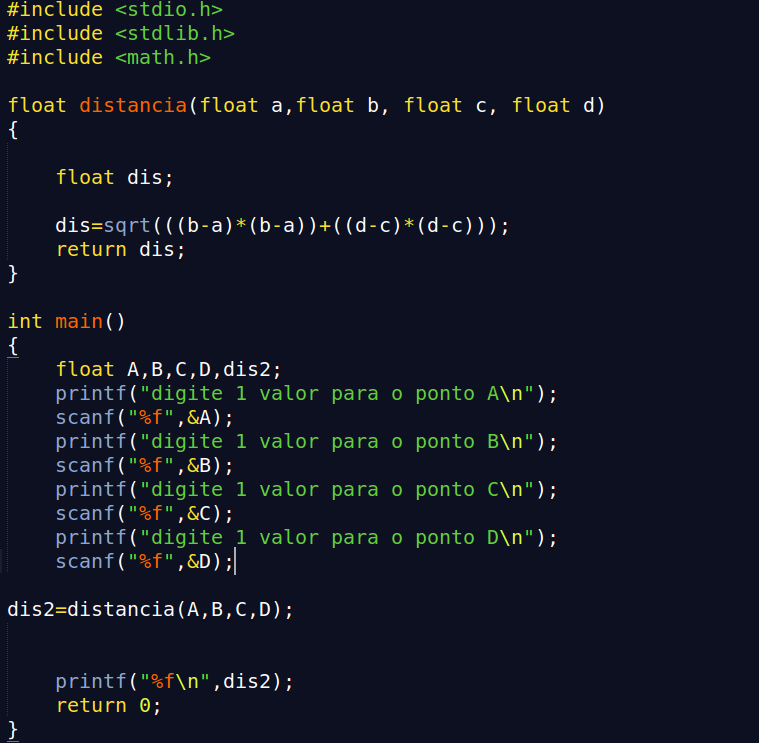 #include <stdio.h>
#include <stdlib.h>
#include <math.h>
float distancia(float a,float b, float c, float d)
{
float dis;
dis=sqrt(((b-a)*(b-a))+((d-c)*(d-c)));
return dis;
}
int main()
{
float A,B,C,D,dis2;
printf("digite 1 valor para o ponto A\n");
scanf("%f",&A);
printf("digite 1 valor para o ponto B\n");
scanf("%f",&B);
printf("digite 1 valor para o ponto C\n");
scanf("%f",&C);
printf("digite 1 valor para o ponto D\n");
scanf("%f",&D);
dis2=distancia(A,B,C,D);
printf("%f\n",dis2);
return 0;
}